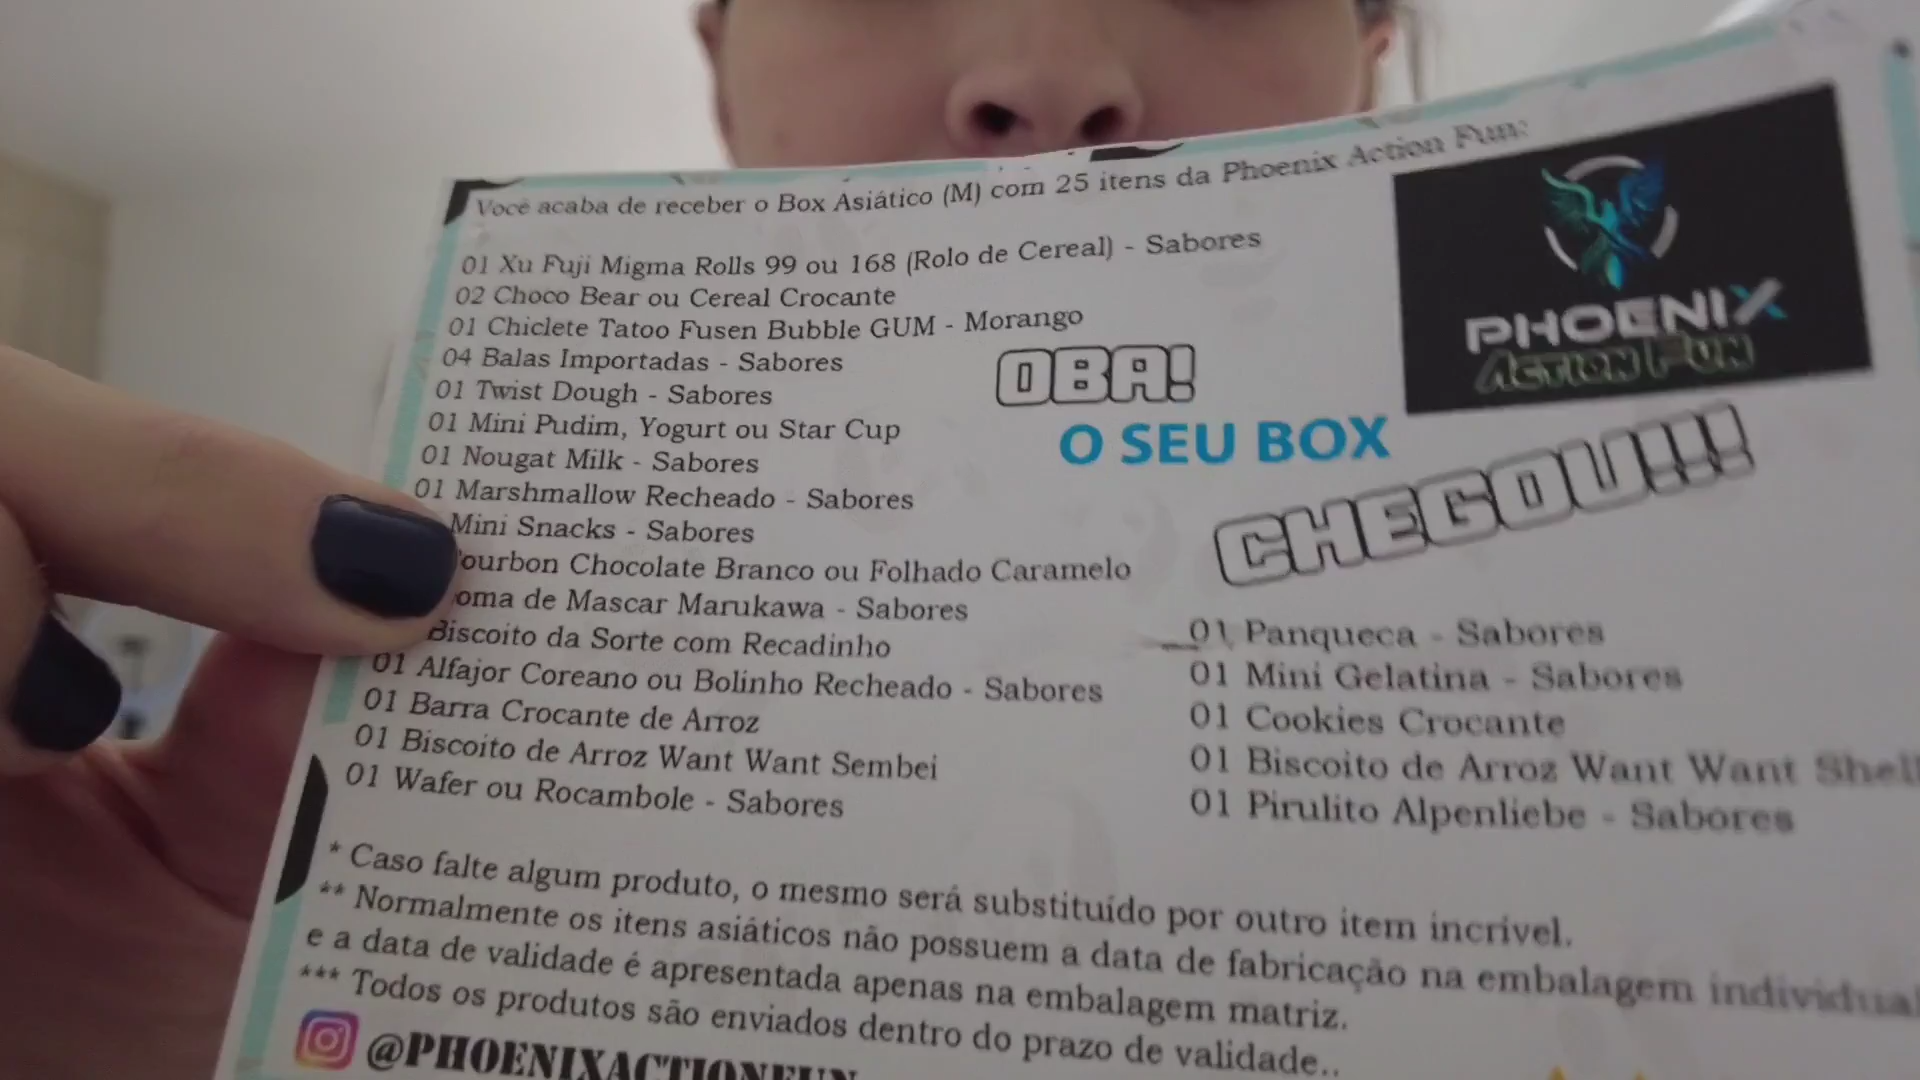 Você acaba de receber o Box Asiático (M) com 25 itens da Phoenix Action Fun:
01 Xu Fuji Migma Rolls 99 ou 168 (Rolo de Cereal) - Sabores
02 Choco Bear ou Cereal Crocante
01 Chiclete Tatoo Fusen Bubble GUM - Morango
04 Balas Importadas - Sabores
01 Twist Dough - Sabores
01 Mini Pudim, Yogurt ou Star Cup
01 Nougat Milk - Sabores
01 Marshmallow Recheado - Sabores
Mini Snacks - Sabores
ourbon Chocolate Branco ou Folhado Caramelo
oma de Mascar Marukawa - Sabores
Biscoito da Sorte com Recadinho
01 Alfajor Coreano ou Bolinho Recheado - Sabores
01 Barra Crocante de Arroz
01 Biscoito de Arroz Want Want Sembei
01 Wafer ou Rocambole - Sabores
PHOENIX
ACTION FUN
OBA!
O SEU BOX
CHEGOU!!!
01 Panqueca - Sabores
01 Mini Gelatina - Sabores
01 Cookies Crocante
01 Biscoito de Arroz Want Want Shell
01 Pirulito Alpenliebe - Sabores
* Caso falte algum produto, o mesmo será substituído por outro item incrível.
** Normalmente os itens asiáticos não possuem a data de fabricação na embalagem individual
e a data de validade é apresentada apenas na embalagem matriz.
*** Todos os produtos são enviados dentro do prazo de validade..
@PHOENIXACTIONFUN